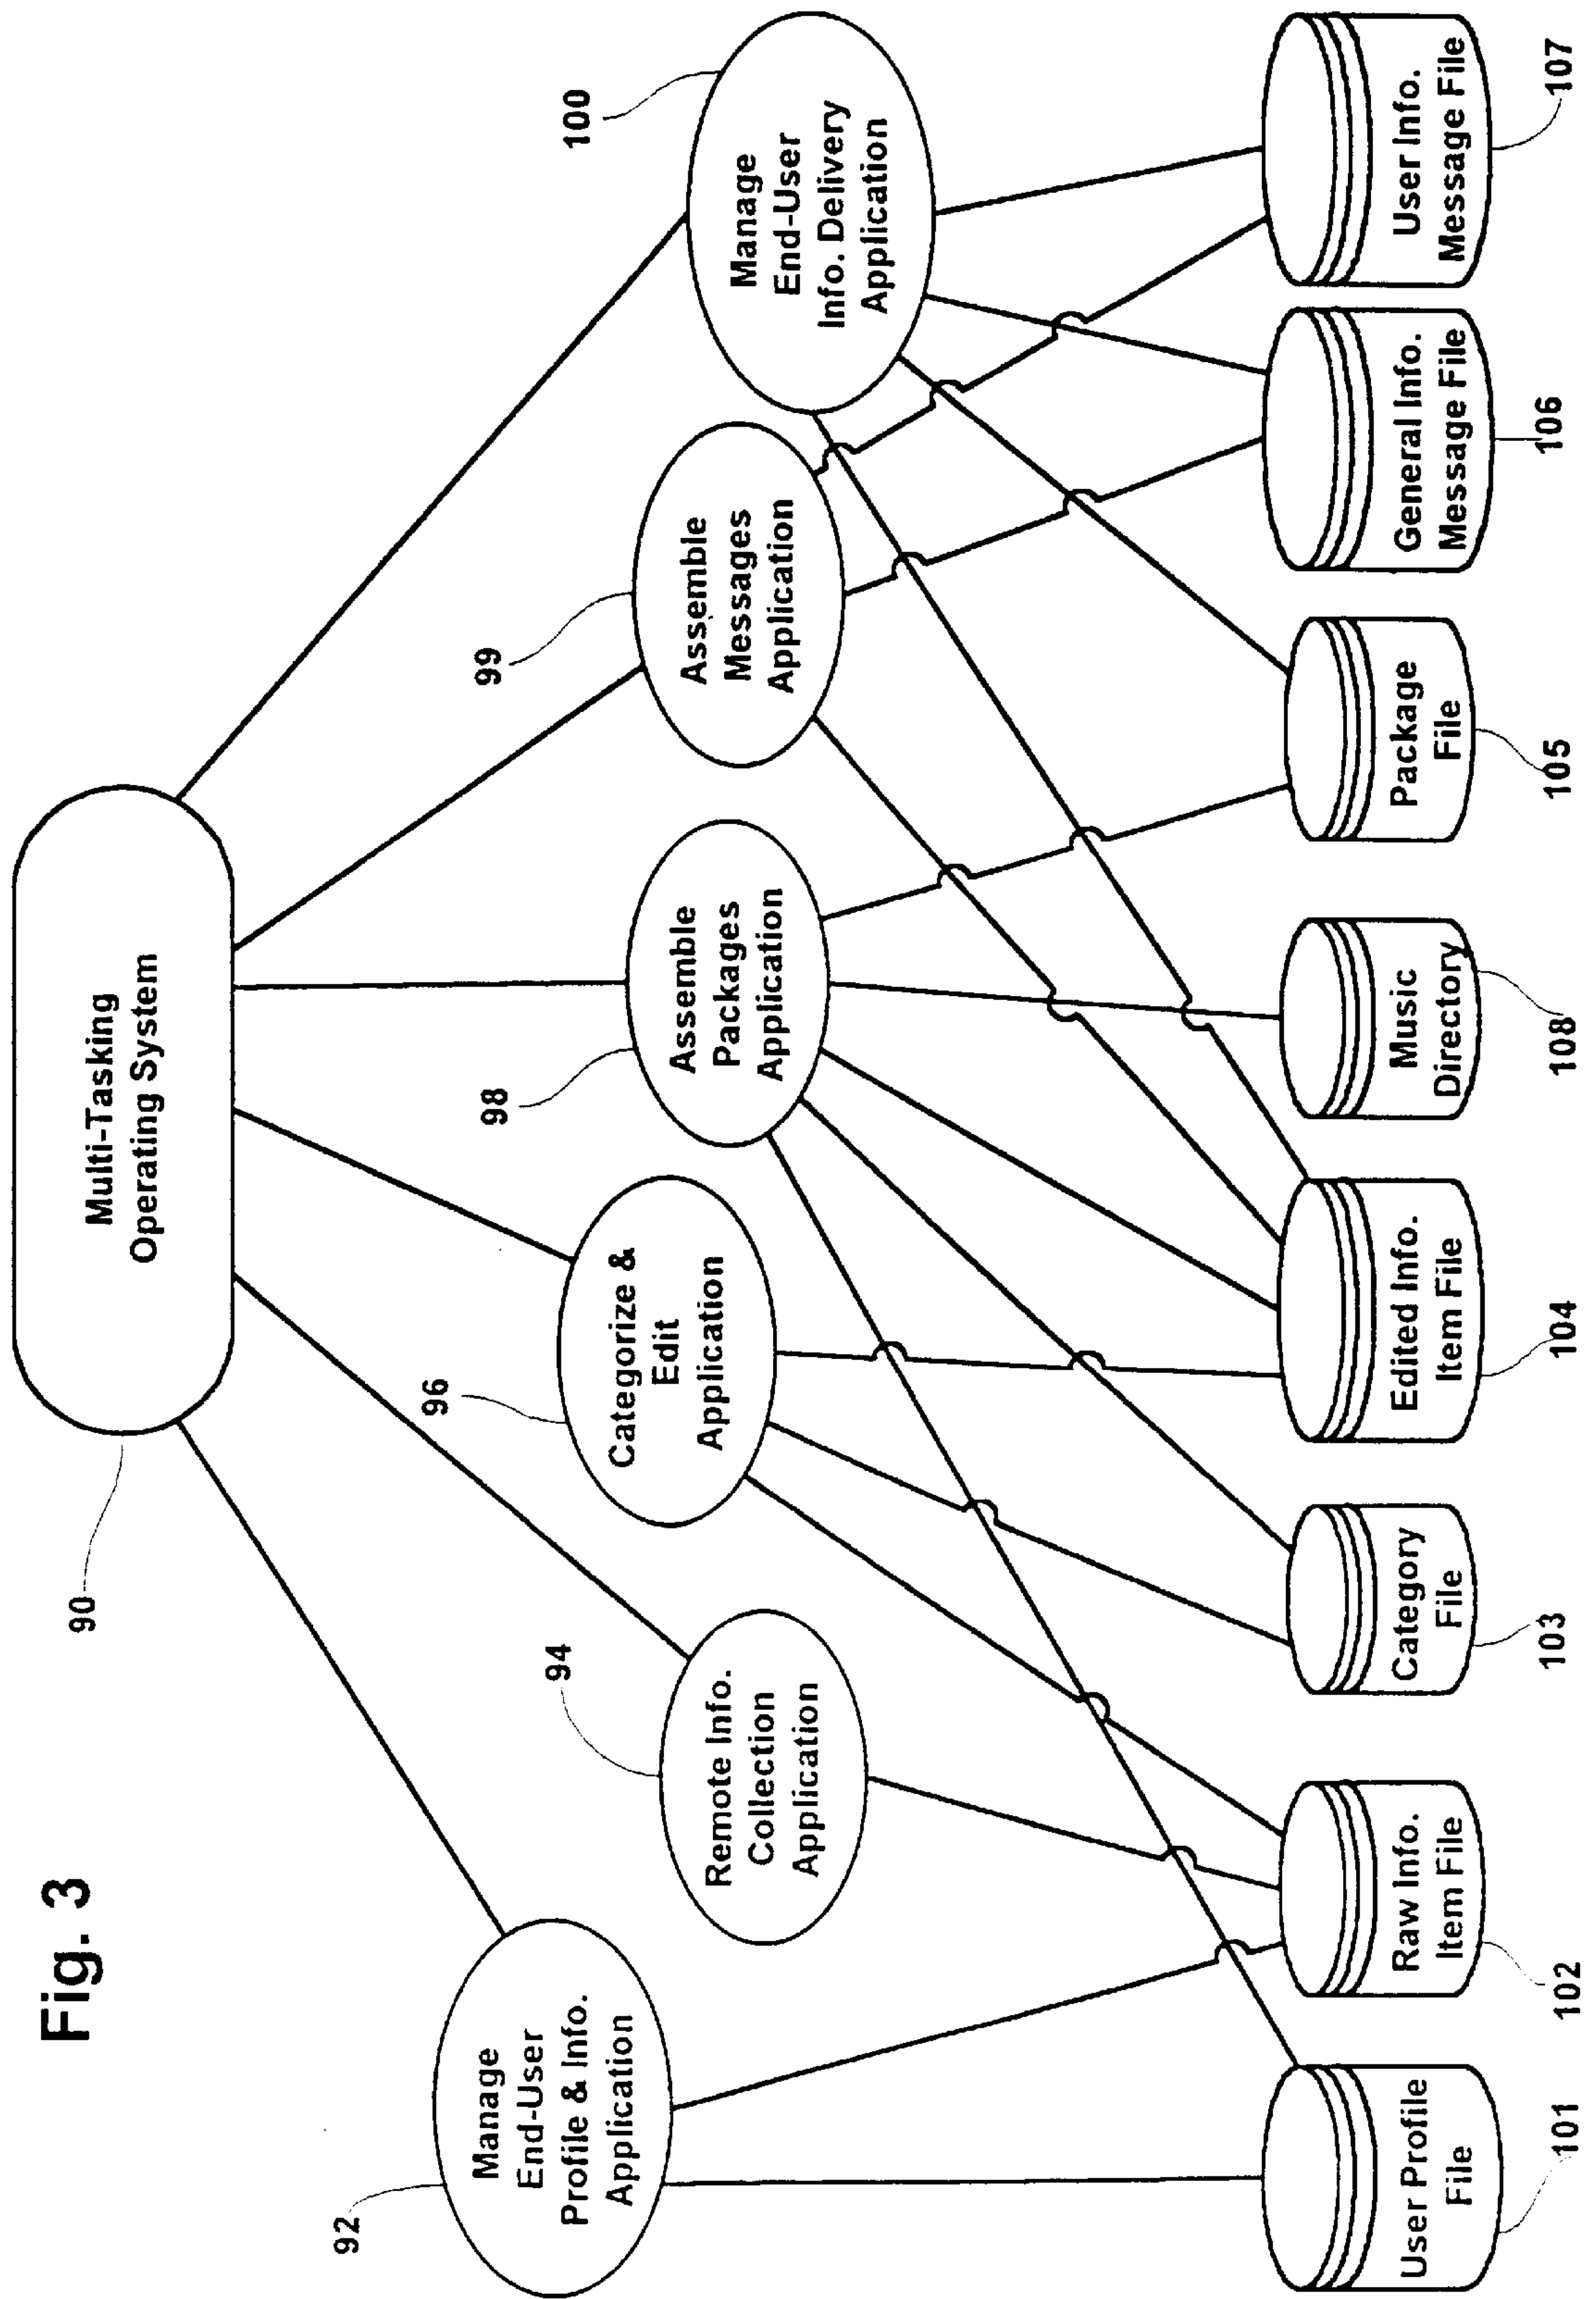 Fig. 3
90
Multi-Tasking
Operating System
92
Manage
End-User
Profile & Info.
Application
94
Remote Info.
Collection
Application
96
Categorize &
Edit
Application
98
Assemble
Packages
Application
99
Assemble
Messages
Application
100
Manage
End-User
Info. Delivery
Application
User Profile
File
101
Raw Info.
Item File
102
Category
File
103
Edited Info.
Item File
104
Music
Directory
108
Package
File
105
General Info.
Message File
106
User Info.
Message File
107